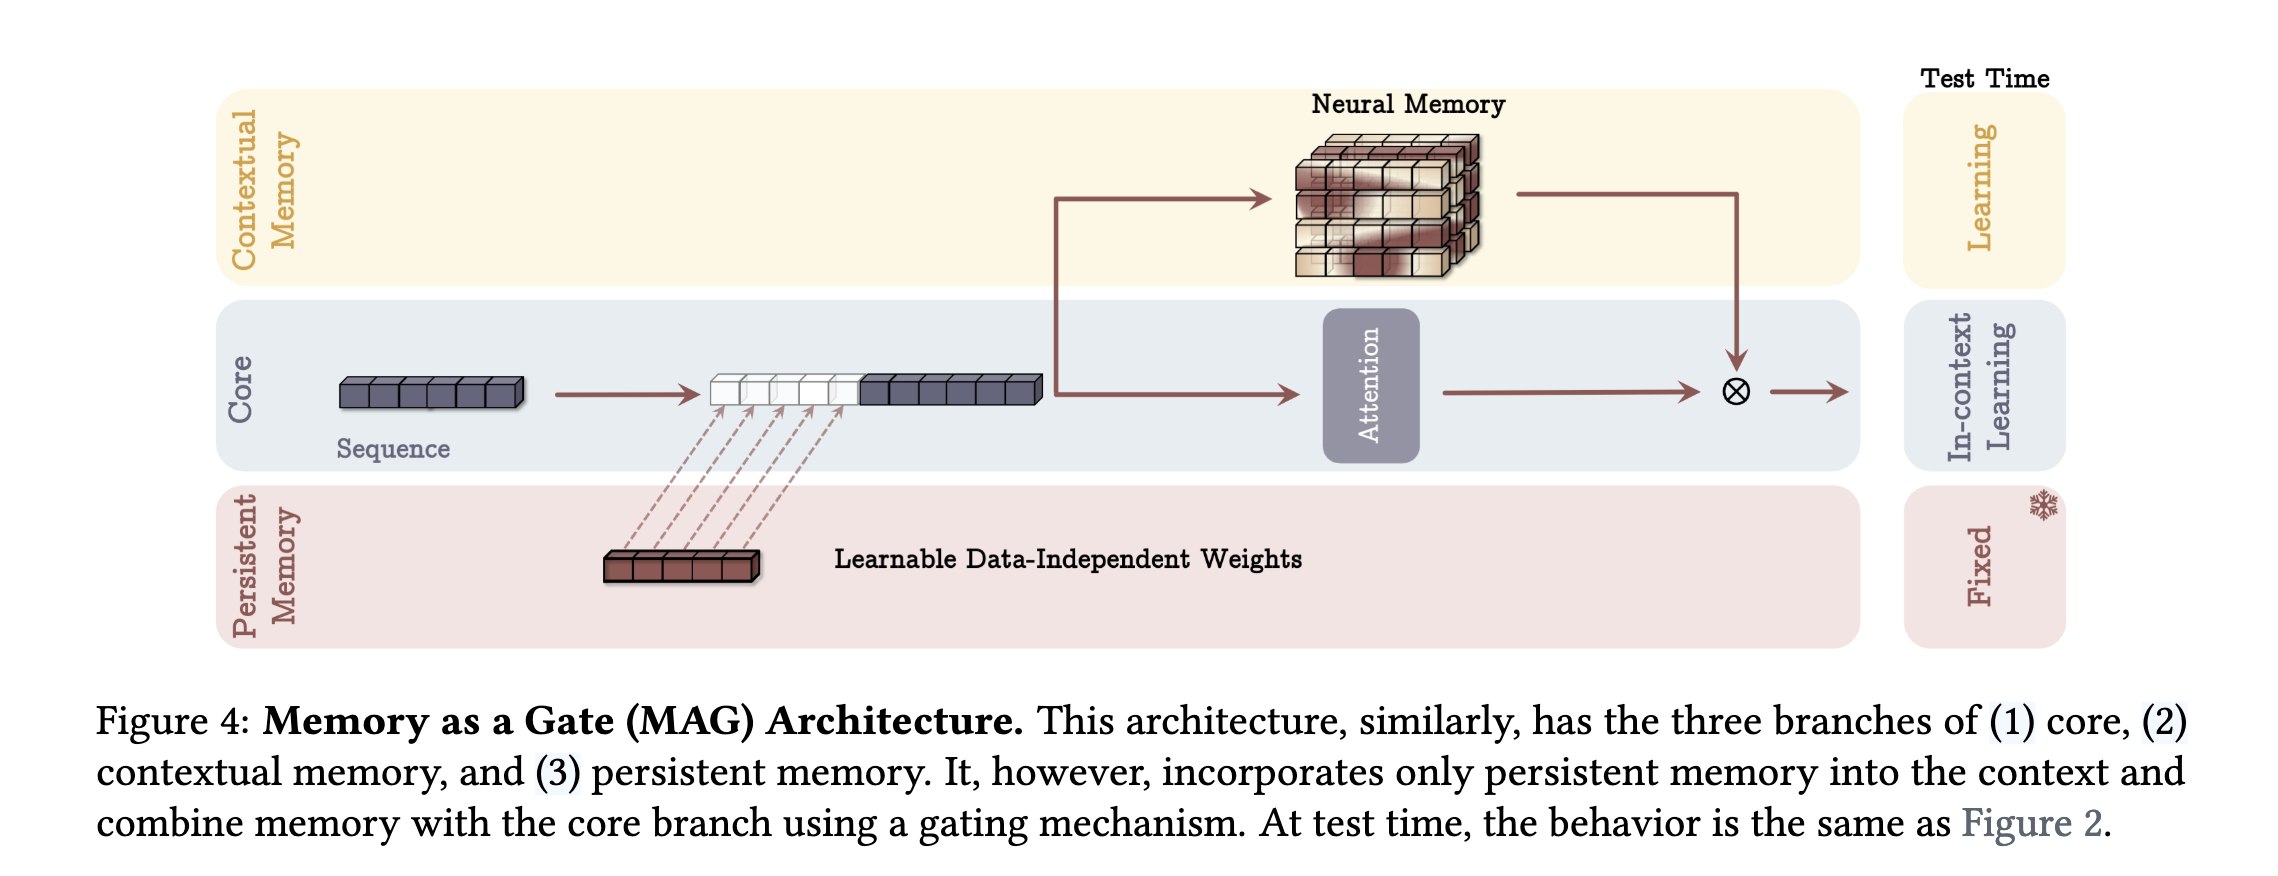 Test Time
Contextual
Memory
Neural Memory
Learning
Core
Sequence
Attention
In-context
Learning
Persistent
Memory
Learnable Data-Independent Weights
Fixed
Figure 4: Memory as a Gate (MAG) Architecture. This architecture, similarly, has the three branches of (1) core, (2)
contextual memory, and (3) persistent memory. It, however, incorporates only persistent memory into the context and
combine memory with the core branch using a gating mechanism. At test time, the behavior is the same as Figure 2.